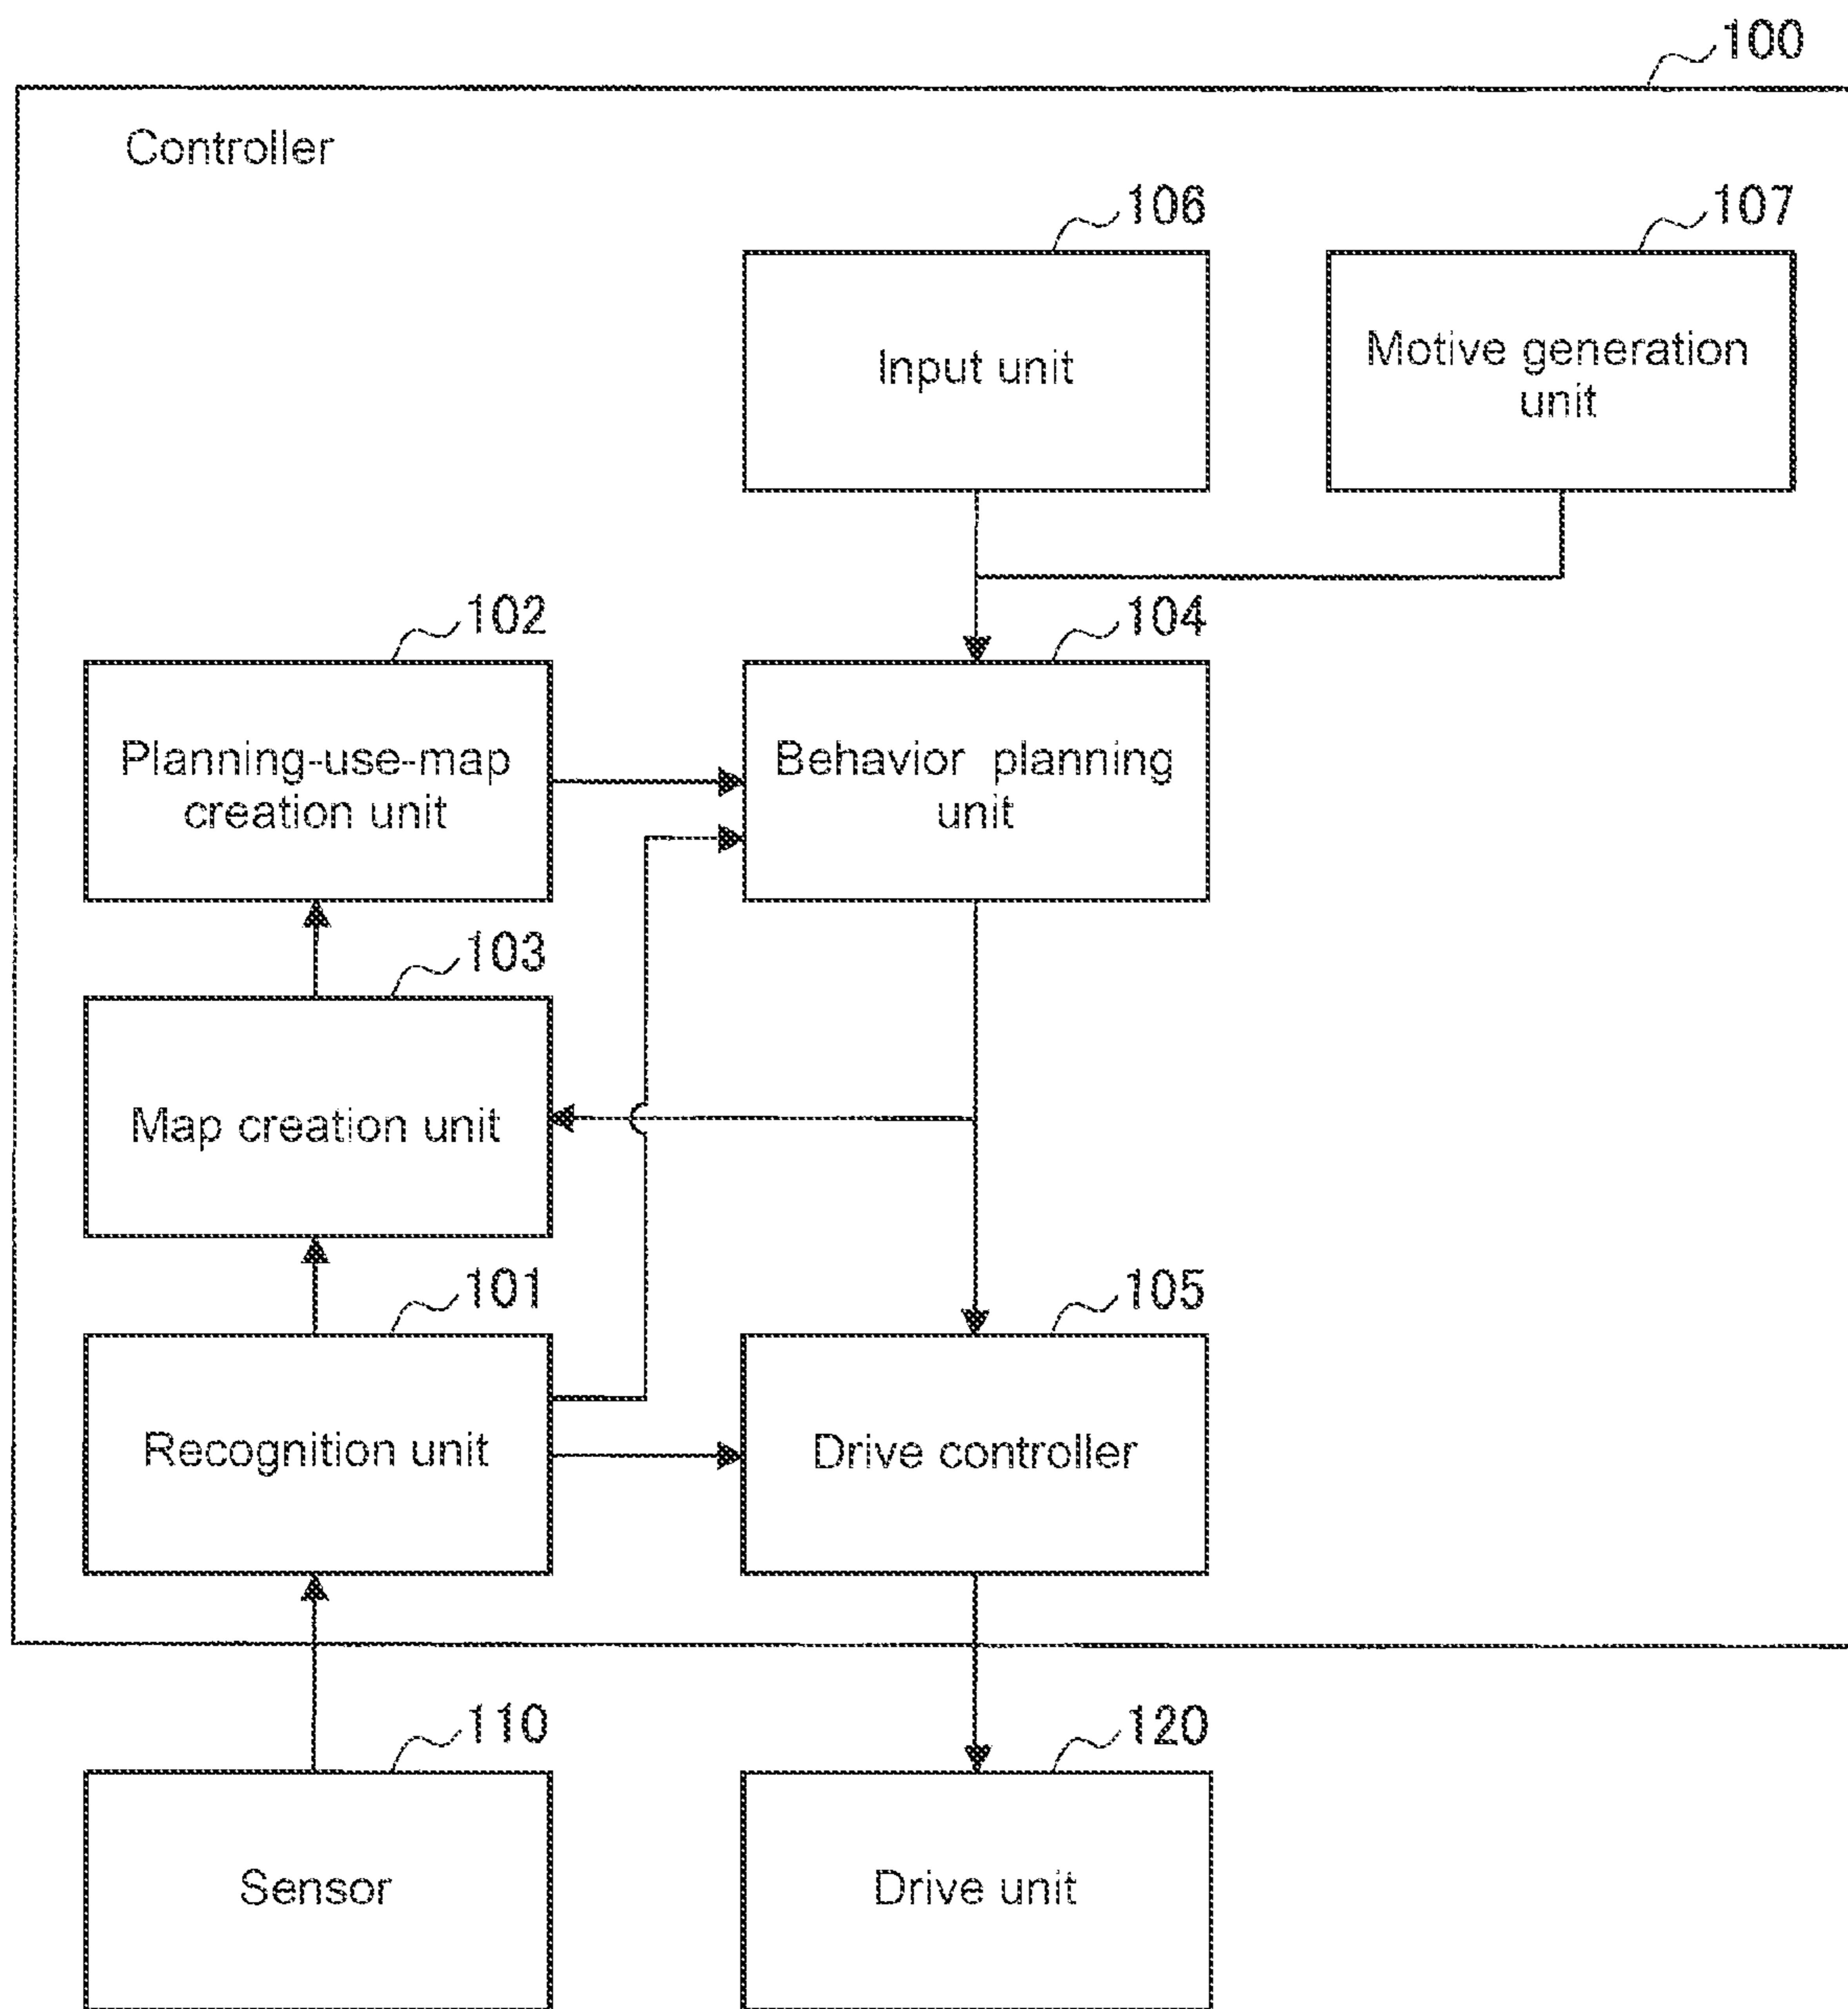 100
Controller
106
107
Input unit
Motive generation
unit
102
104
Planning-use-map
creation unit
Behavior planning
unit
103
Map creation unit
101
105
Recognition unit
Drive controller
110
120
Sensor
Drive unit